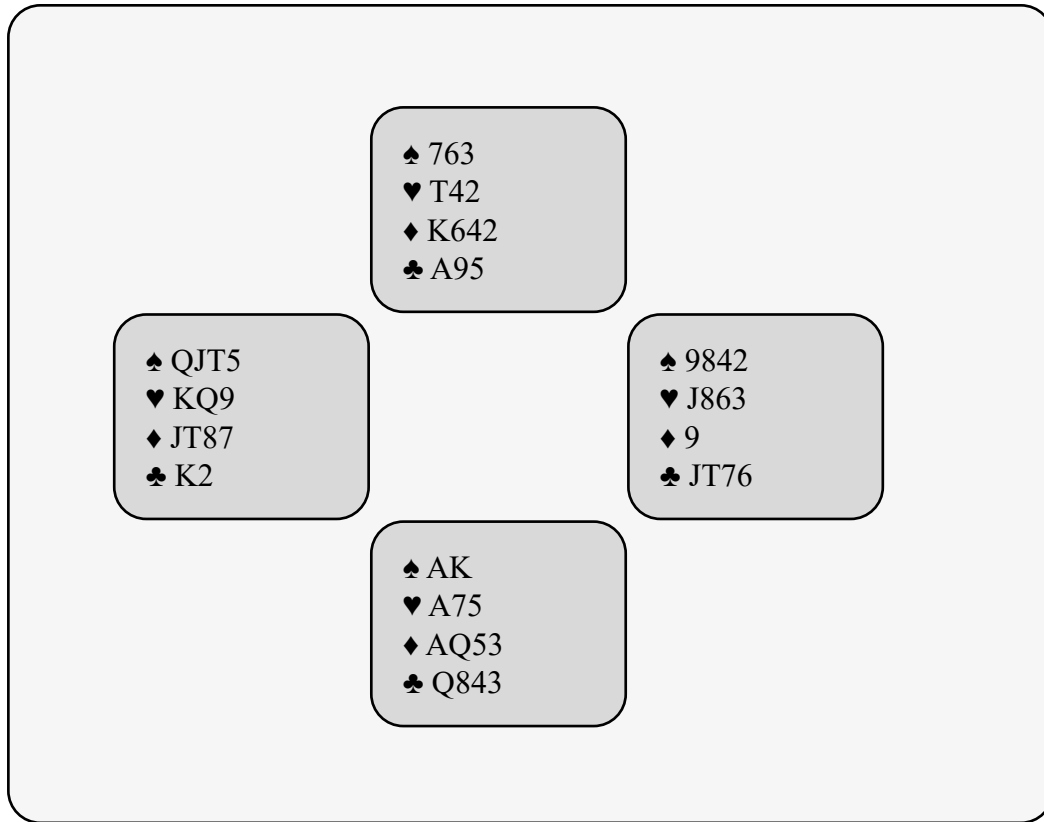 ♠ 763
♥ T42
♦ K642
♣ A95
♠ QJT5
♥ KQ9
♦ JT87
♣ K2
♠ 9842
♥ J863
♦ 9
♣ JT76
♠ AK
♥ A75
♦ AQ53
♣ Q843